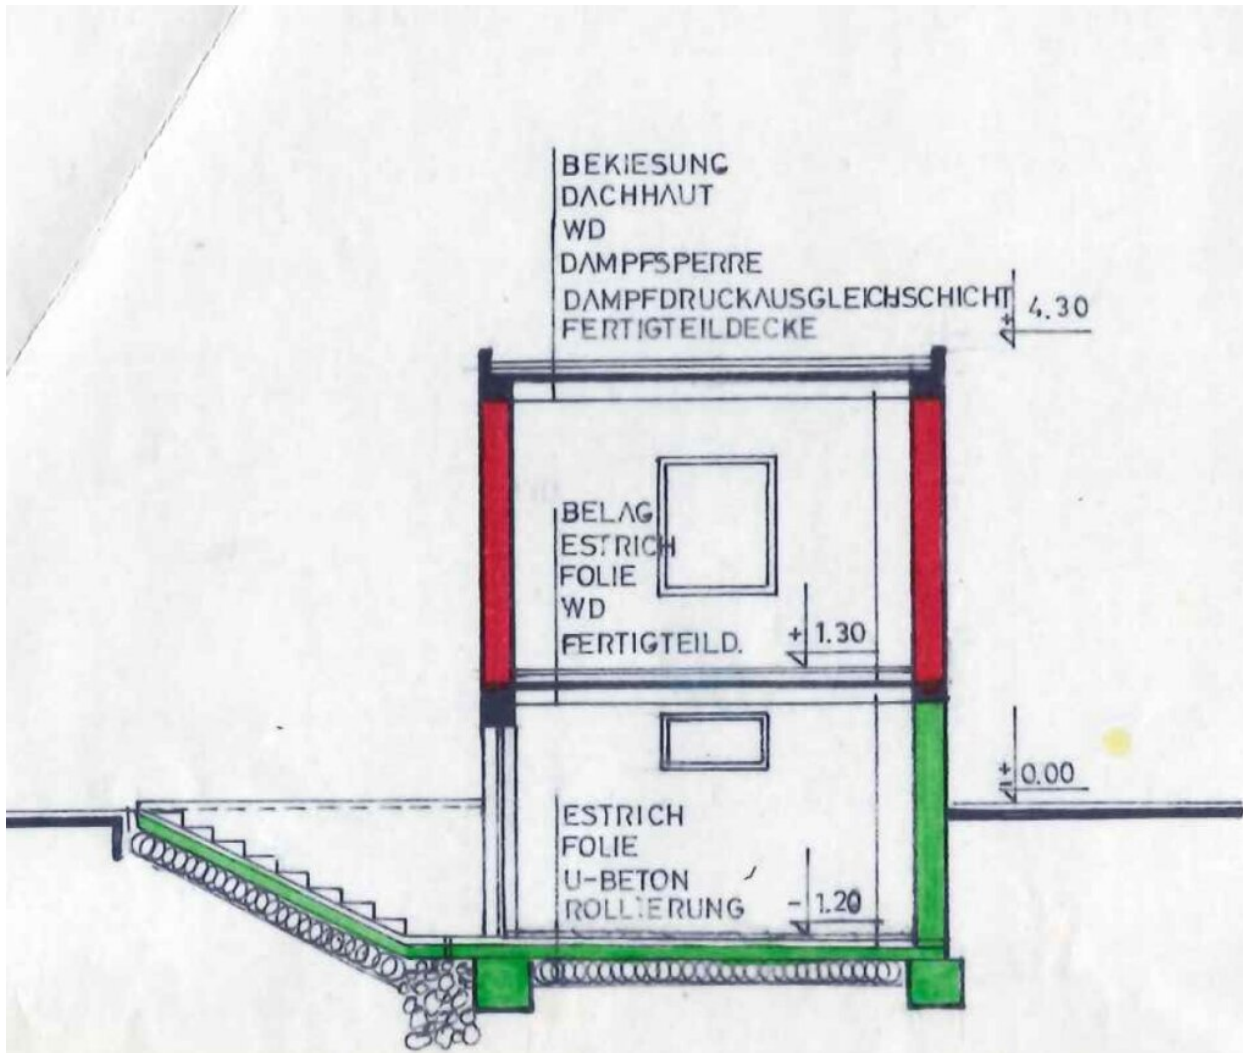 BEKIESUNG
DACHHAUT
WD
DAMPFSPERRE
DAMPFDRUCKAUSGLEICHSCHICHT
FERTIGTEILDECKE
+ 4.30
BELAG
ESTRICH
FOLIE
WD
FERTIGTEILD.
+ 1.30
± 0.00
ESTRICH
FOLIE
U-BETON
ROLLIERUNG
- 1.20